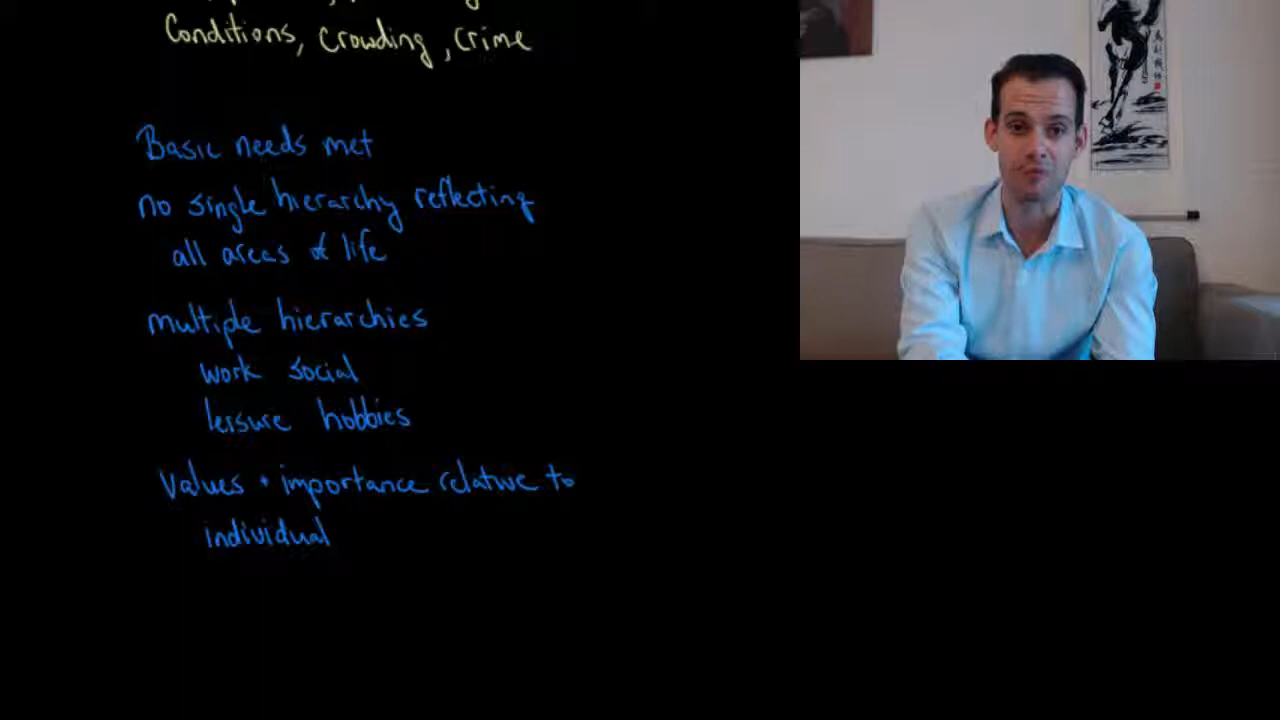 Conditions, crowding, crime
Basic needs met
no single hierarchy reflecting
all areas of life
multiple hierarchies
work social
leisure hobbies
values + importance relative to
individual